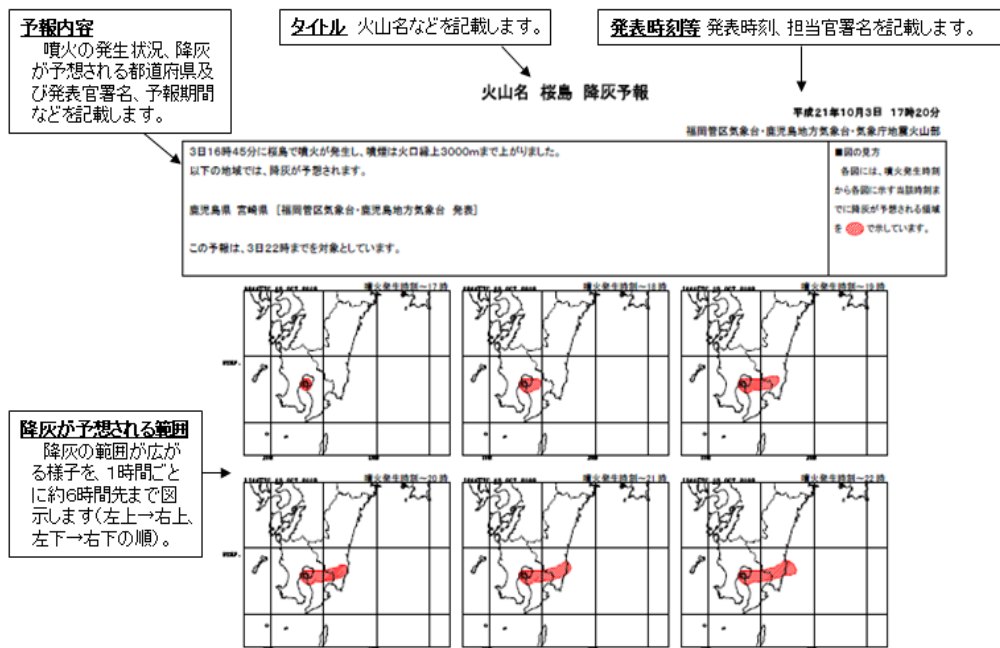 予報内容
噴火の発生状況、降灰
が予想される都道府県及
び発表官署名、予報期間
などを記載します。
タイトル 火山名などを記載します。
発表時刻等 発表時刻、担当官署名を記載します。
火山名 桜島 降灰予報
平成21年10月3日 17時20分
福岡管区気象台・鹿児島地方気象台・気象庁地震火山部
3日16時45分に桜島で噴火が発生し、噴煙は火口縁上3000mまで上がりました。
以下の地域では、降灰が予想されます。
鹿児島県 宮崎県 [福岡管区気象台・鹿児島地方気象台 発表]
この予報は、3日22時までを対象としています。
■図の見方
各図には、噴火発生時刻
から各図に示す当該時刻ま
でに降灰が予想される領域
を で示しています。
噴火発生時刻～17時
噴火発生時刻～18時
噴火発生時刻～19時
降灰が予想される範囲
降灰の範囲が広が
る様子を、1時間ごと
に約6時間先まで図
示します(左上→右上、
左下→右下の順)。
噴火発生時刻～20時
噴火発生時刻～21時
噴火発生時刻～22時